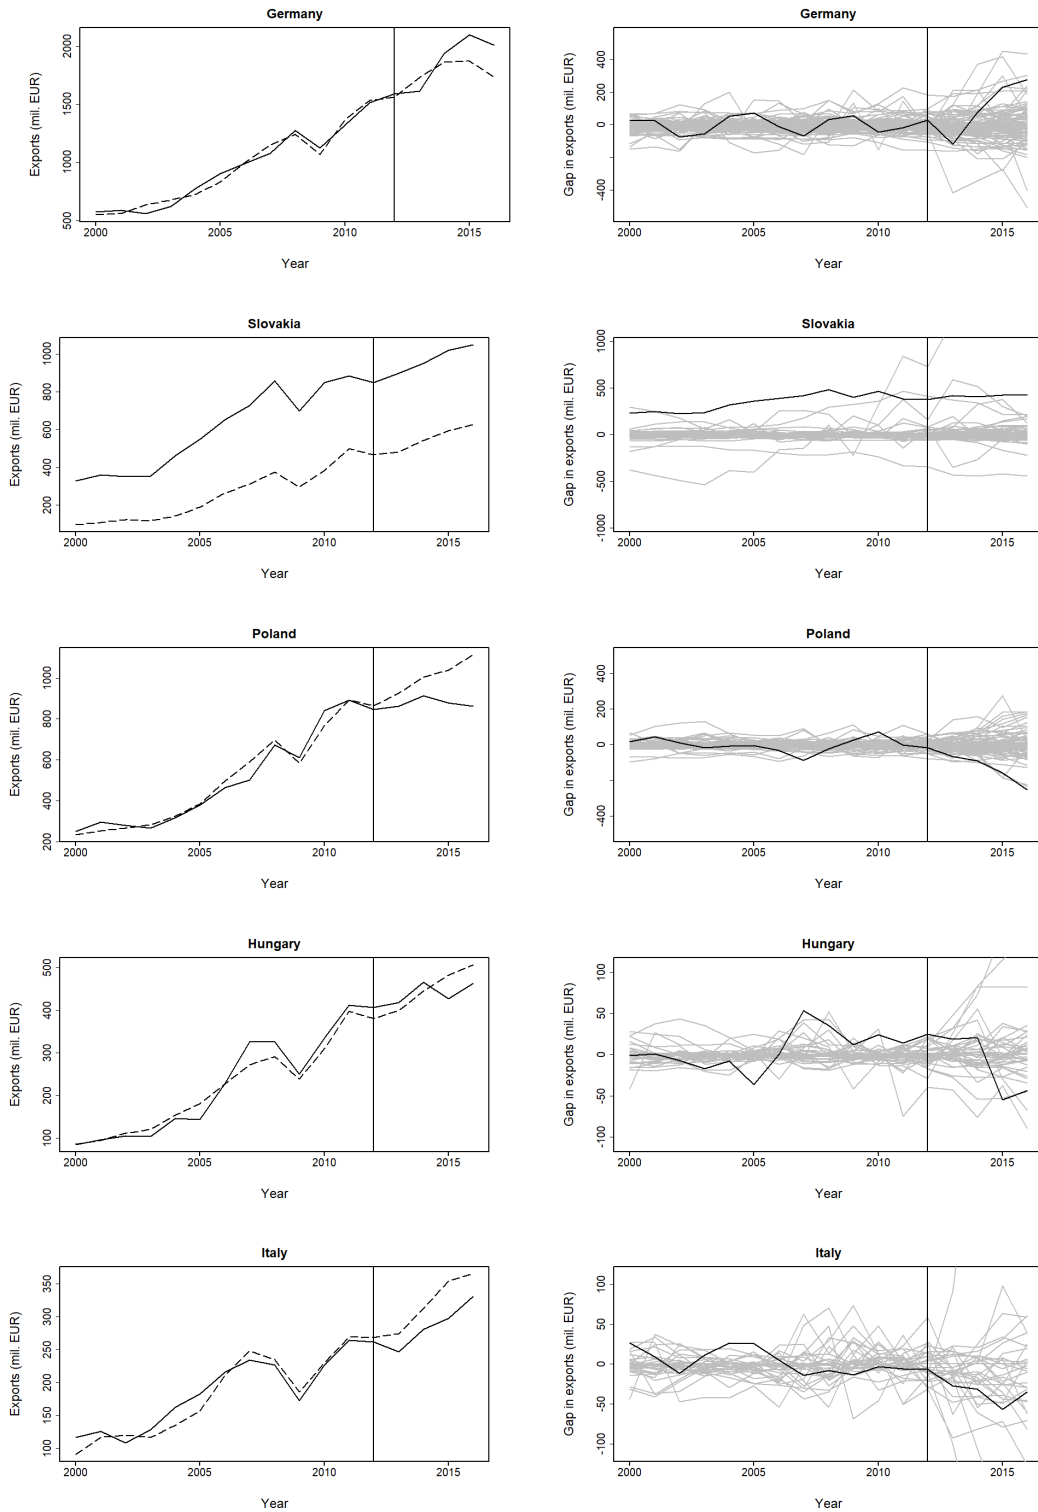 Germany
Exports (mil. EUR)
500
1000
1500
2000
2000
2005
2010
2015
Year
Germany
Gap in exports (mil. EUR)
-400
0
200
400
2000
2005
2010
2015
Year
Slovakia
Exports (mil. EUR)
200
400
600
800
1000
2000
2005
2010
2015
Year
Slovakia
Gap in exports (mil. EUR)
-1000
-500
0
500
1000
2000
2005
2010
2015
Year
Poland
Exports (mil. EUR)
200
400
600
800
1000
2000
2005
2010
2015
Year
Poland
Gap in exports (mil. EUR)
-400
0
200
400
2000
2005
2010
2015
Year
Hungary
Exports (mil. EUR)
100
200
300
400
500
2000
2005
2010
2015
Year
Hungary
Gap in exports (mil. EUR)
-100
-50
0
50
100
2000
2005
2010
2015
Year
Italy
Exports (mil. EUR)
100
150
200
250
300
350
2000
2005
2010
2015
Year
Italy
Gap in exports (mil. EUR)
-100
-50
0
50
100
2000
2005
2010
2015
Year